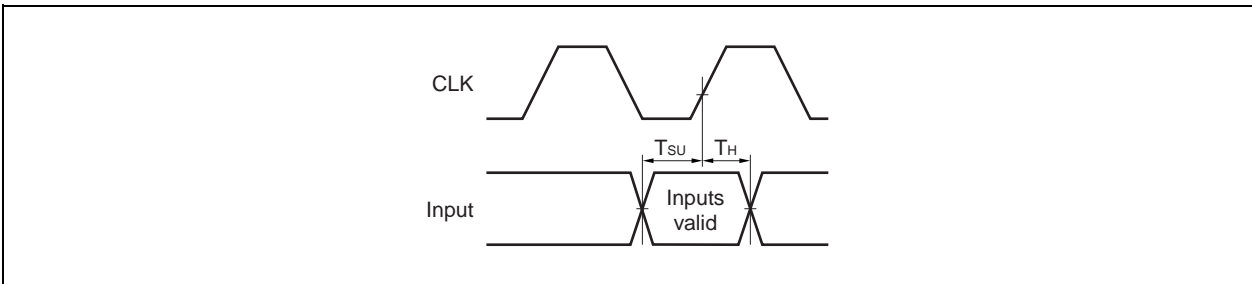 CLK
TSU TH
Input
Inputs
valid